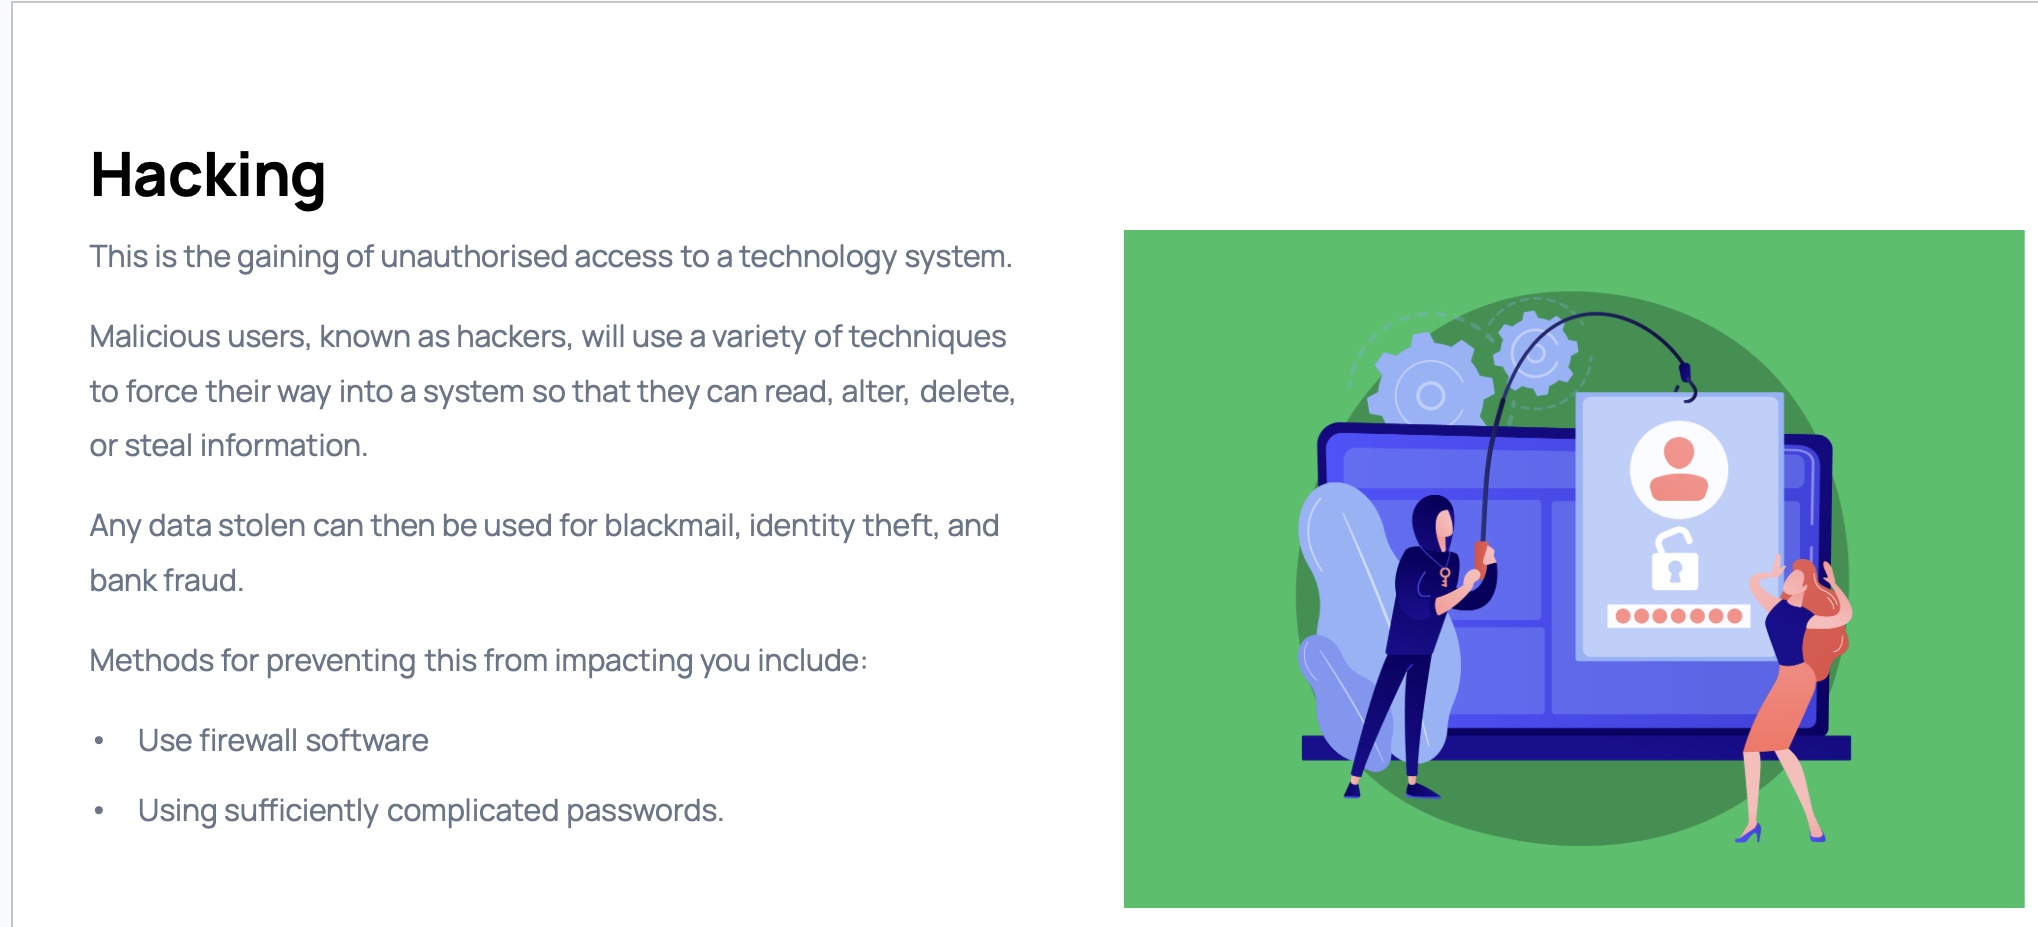 Hacking
This is the gaining of unauthorised access to a technology system.
Malicious users, known as hackers, will use a variety of techniques
to force their way into a system so that they can read, alter, delete,
or steal information.
Any data stolen can then be used for blackmail, identity theft, and
bank fraud.
Methods for preventing this from impacting you include:
• Use firewall software
• Using sufficiently complicated passwords.